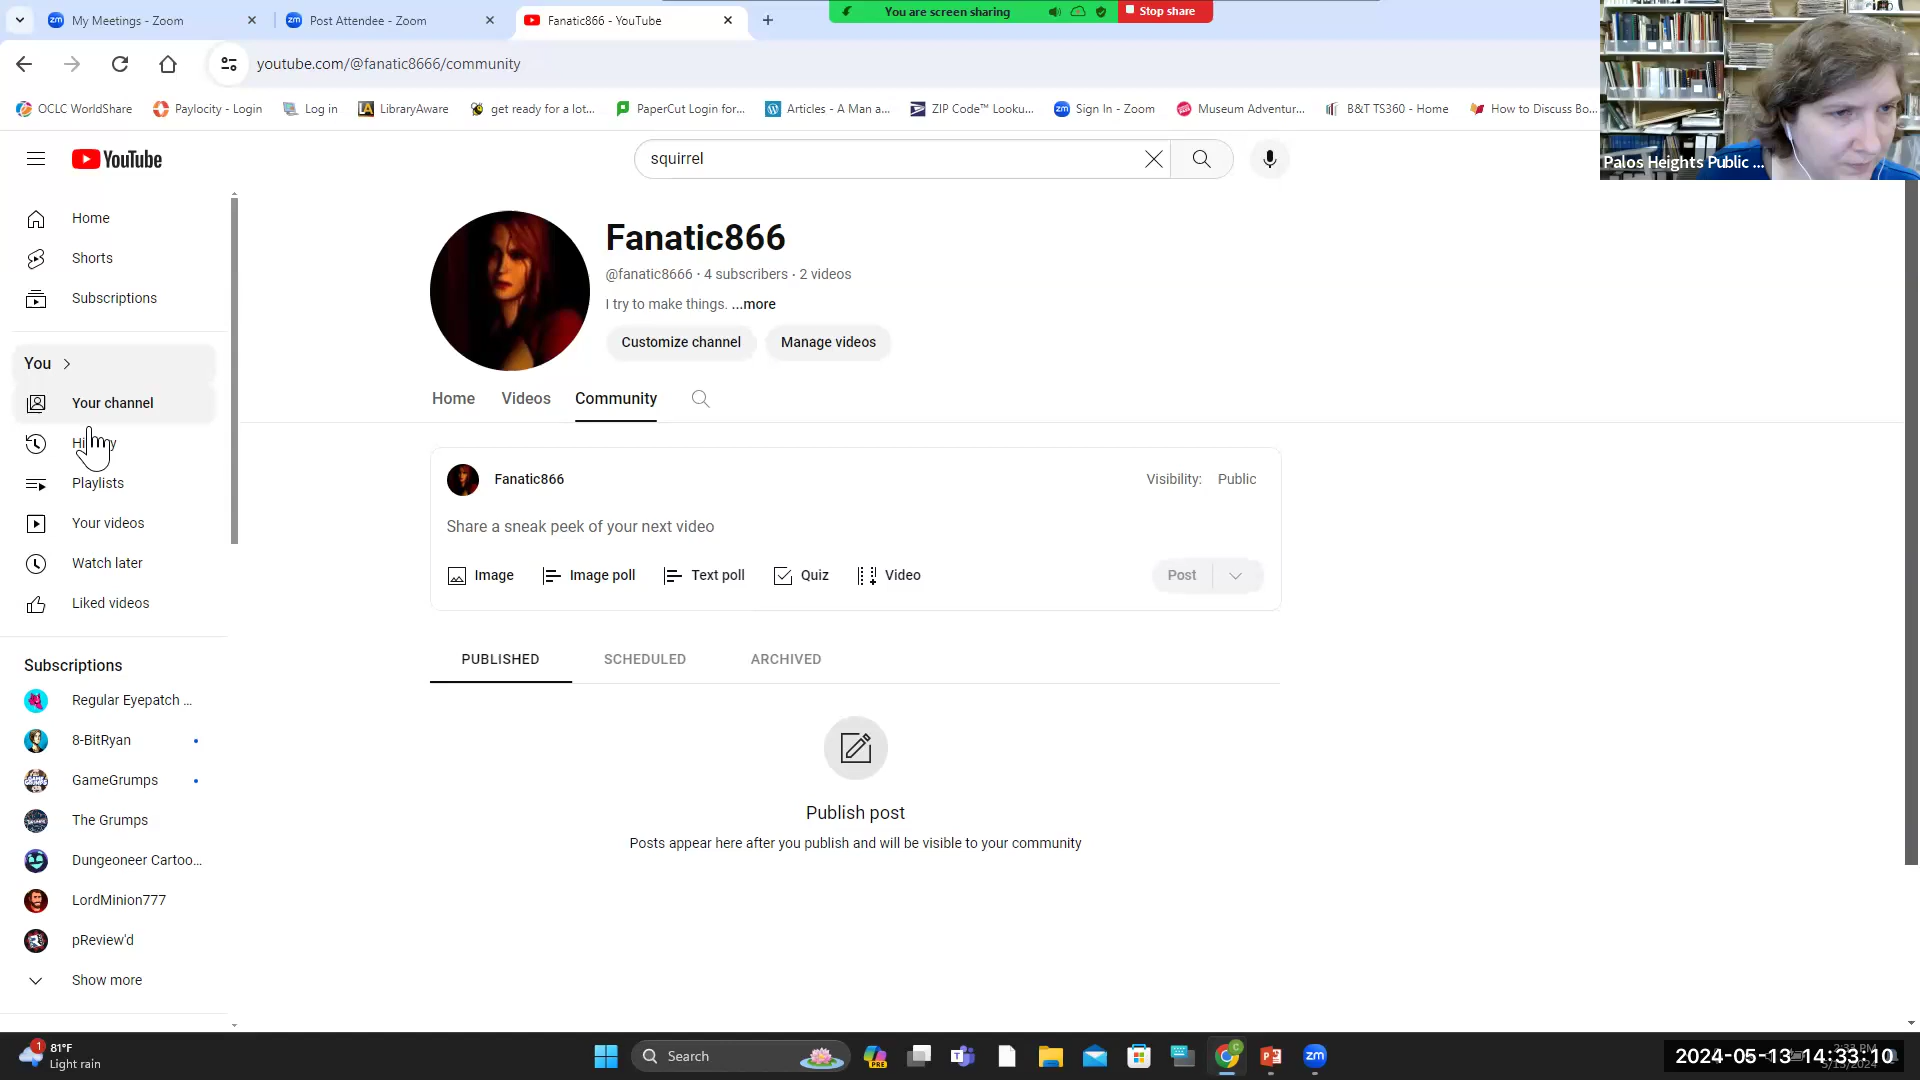 My Meetings - Zoom
Post Attendee - Zoom
Fanatic866 - YouTube
You are screen sharing
Stop share
youtube.com/@fanatic8666/community
OCLC WorldShare
Paylocity - Login
Log in
LibraryAware
get ready for a lot...
PaperCut Login for...
Articles - A Man a...
ZIP Code™ Looku...
Sign In - Zoom
Museum Adventur...
B&T TS360 - Home
How to Discuss Bo...
Palos Heights Public ...
YouTube
squirrel
Home
Shorts
Subscriptions
You
Your channel
Playlists
Your videos
Watch later
Liked videos
Subscriptions
Regular Eyepatch ...
8-BitRyan
GameGrumps
The Grumps
Dungeoneer Cartoo...
LordMinion777
pReview'd
Show more
Fanatic866
@fanatic8666 · 4 subscribers · 2 videos
I try to make things. ...more
Customize channel
Manage videos
Home
Videos
Community
Fanatic866
Visibility: Public
Share a sneak peek of your next video
Image
Image poll
Text poll
Quiz
Video
Post
PUBLISHED
SCHEDULED
ARCHIVED
Publish post
Posts appear here after you publish and will be visible to your community
1
81°F
Light rain
Search
PRE
zm
2024-05-13 14:33:10